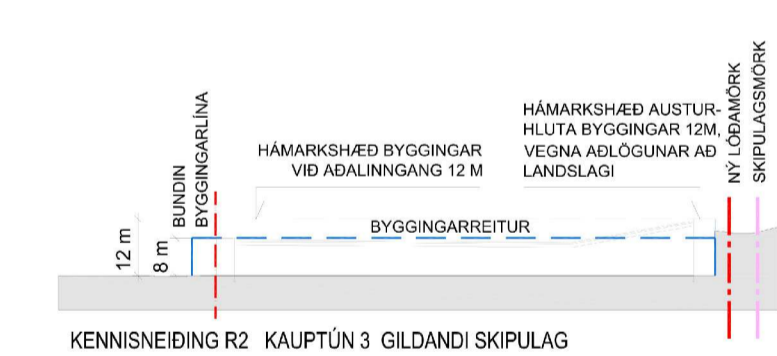 HÁMARKSHÆÐ BYGGINGAR
VIÐ AÐALINNGANG 12 M
HÁMARKSHÆÐ AUSTUR-
HLUTA BYGGINGAR 12M,
VEGNA AÐLÖGUNAR AÐ
LANDSLAGI
NÝ LÓÐAMÖRK
SKIPULAGSMÖRK
BUNDIN
BYGGINGARLÍNA
BYGGINGARREITUR
12 m
8 m
KENNISNEIÐING R2 KAUPTÚN 3 GILDANDI SKIPULAG